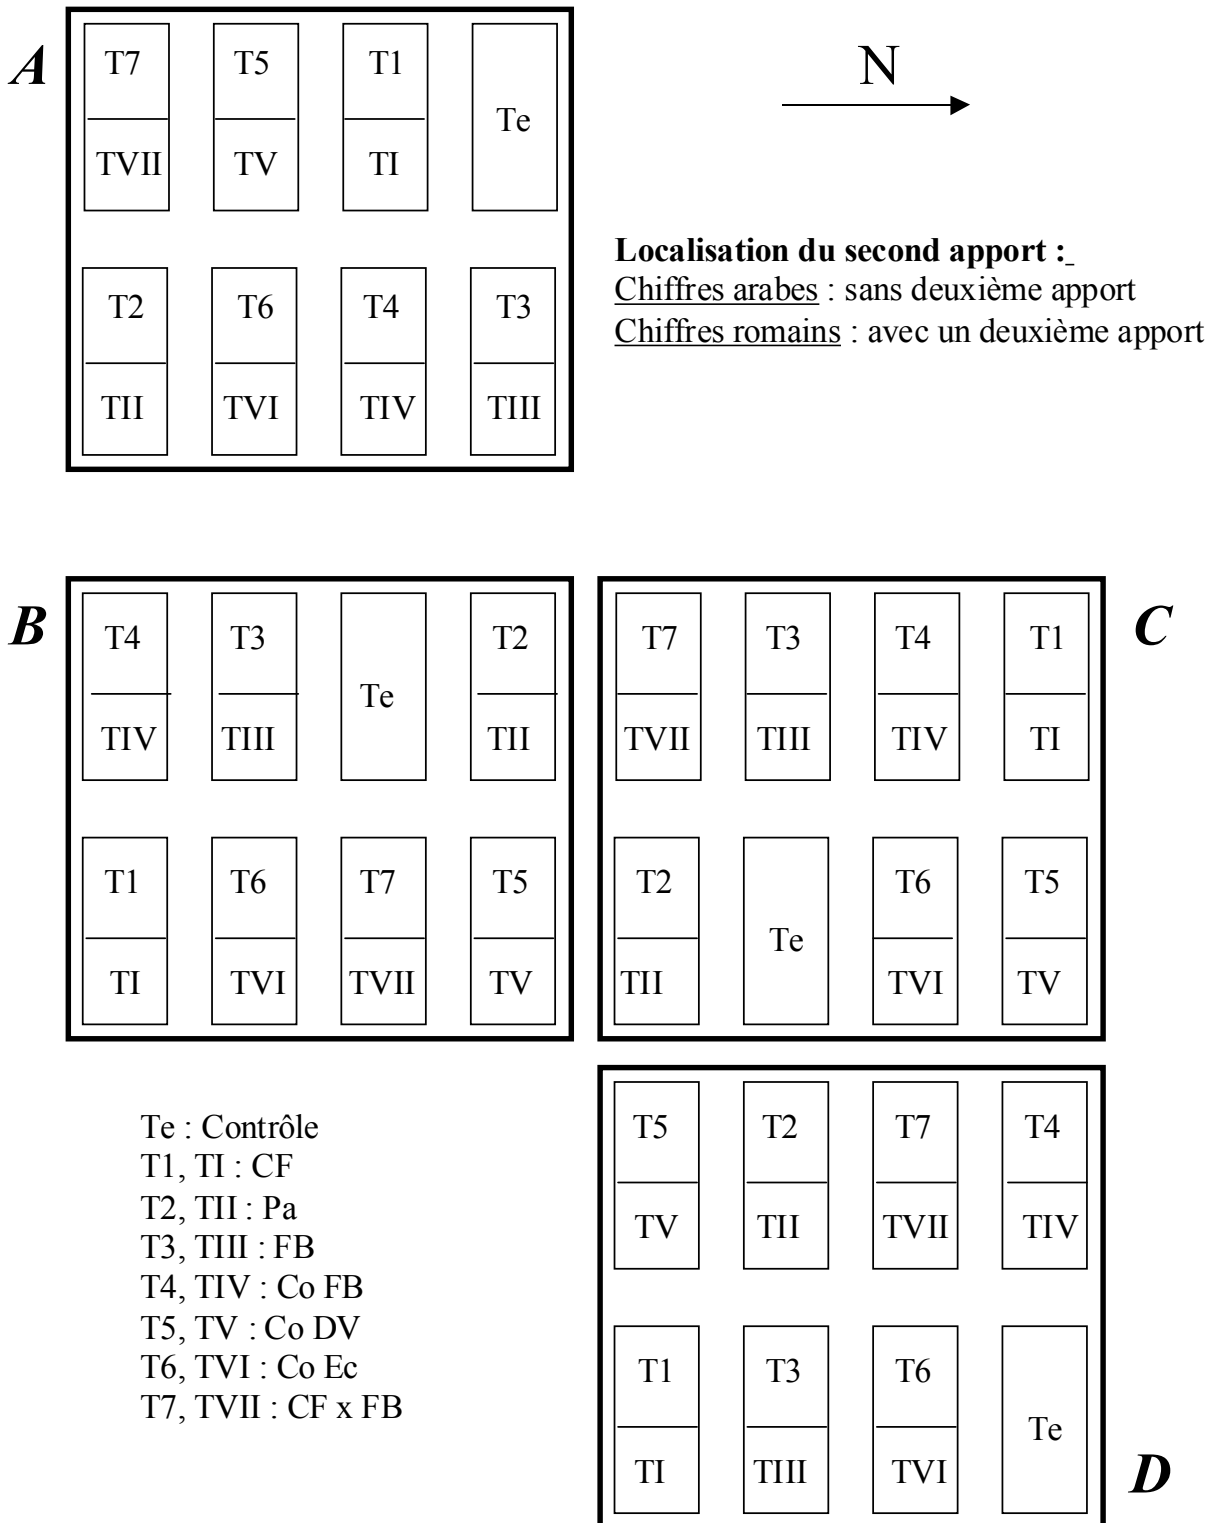 A
T7 T5 T1 Te
TVII TV TI
T2 T6 T4 T3
TII TVI TIV TIII
N
Localisation du second apport :
Chiffres arabes : sans deuxième apport
Chiffres romains : avec un deuxième apport
B
T4 T3 Te T2
TIV TIII TII
T1 T6 T7 T5
TI TVI TVII TV
C
T7 T3 T4 T1
TVII TIII TIV TI
T2 Te T6 T5
TII TVI TV
Te : Contrôle
T1, TI : CF
T2, TII : Pa
T3, TIII : FB
T4, TIV : Co FB
T5, TV : Co DV
T6, TVI : Co Ec
T7, TVII : CF x FB
T5 T2 T7 T4
TV TII TVII TIV
T1 T3 T6 Te
TI TIII TVI
D